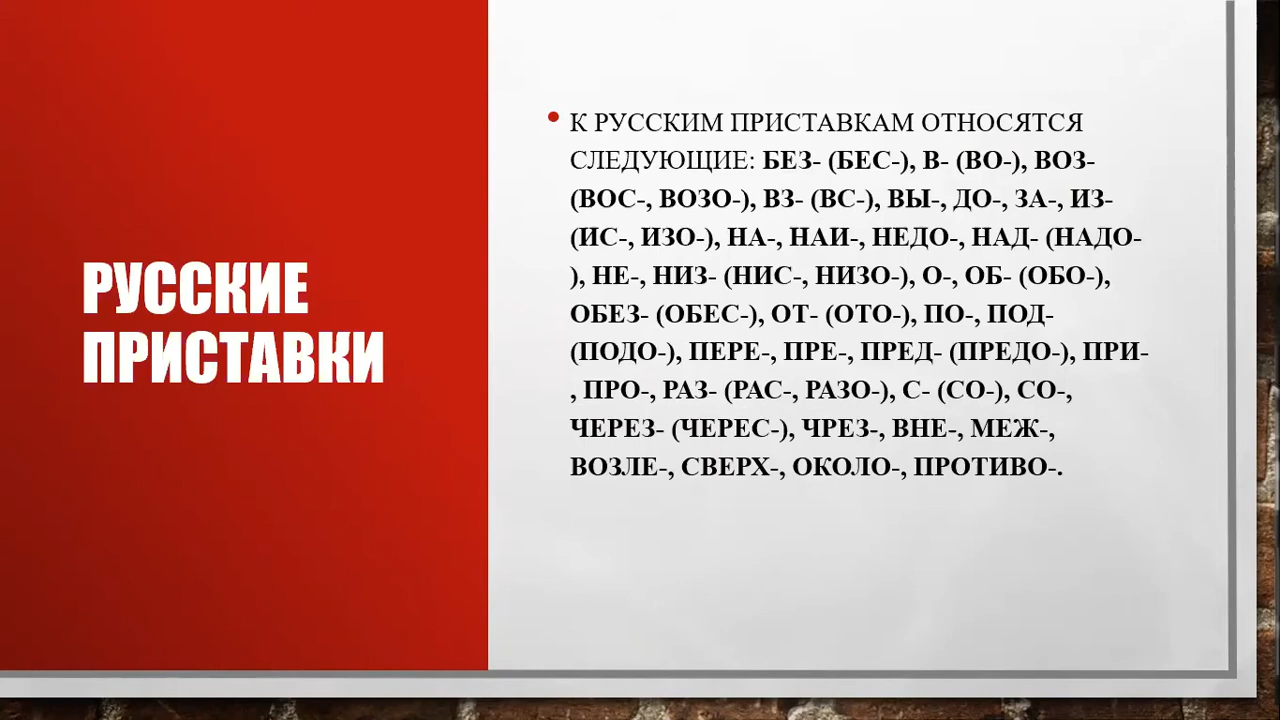 РУССКИЕ
ПРИСТАВКИ
• К РУССКИМ ПРИСТАВКАМ ОТНОСЯТСЯ
СЛЕДУЮЩИЕ: БЕЗ- (БЕС-), В- (ВО-), ВОЗ-
(ВОС-, ВОЗО-), ВЗ- (ВС-), ВЫ-, ДО-, ЗА-, ИЗ-
(ИС-, ИЗО-), НА-, НАИ-, НЕДО-, НАД- (НАДО-
), НЕ-, НИЗ- (НИС-, НИЗО-), О-, ОБ- (ОБО-),
ОБЕЗ- (ОБЕС-), ОТ- (ОТО-), ПО-, ПОД-
(ПОДО-), ПЕРЕ-, ПРЕ-, ПРЕД- (ПРЕДО-), ПРИ-
, ПРО-, РАЗ- (РАС-, РАЗО-), С- (СО-), СО-,
ЧЕРЕЗ- (ЧЕРЕС-), ЧРЕЗ-, ВНЕ-, МЕЖ-,
ВОЗЛЕ-, СВЕРХ-, ОКОЛО-, ПРОТИВО-.